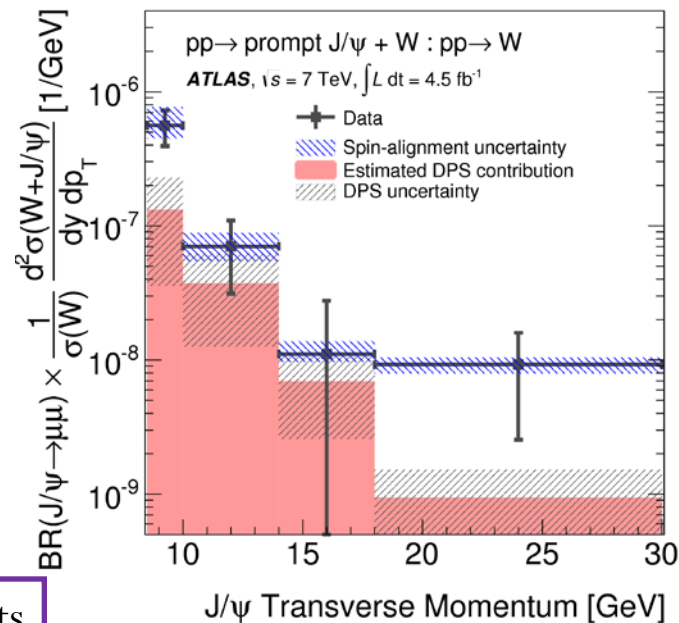 pp→ prompt J/ψ + W : pp→ W
ATLAS, √s = 7 TeV, ∫L dt = 4.5 fb⁻¹
Data
Spin-alignment uncertainty
Estimated DPS contribution
DPS uncertainty
BR(J/ψ→μμ) × 1/σ(W) d²σ(W+J/ψ)/dy dp_T [1/GeV]
10⁻⁶
10⁻⁷
10⁻⁸
10⁻⁹
10 15 20 25 30
J/ψ Transverse Momentum [GeV]